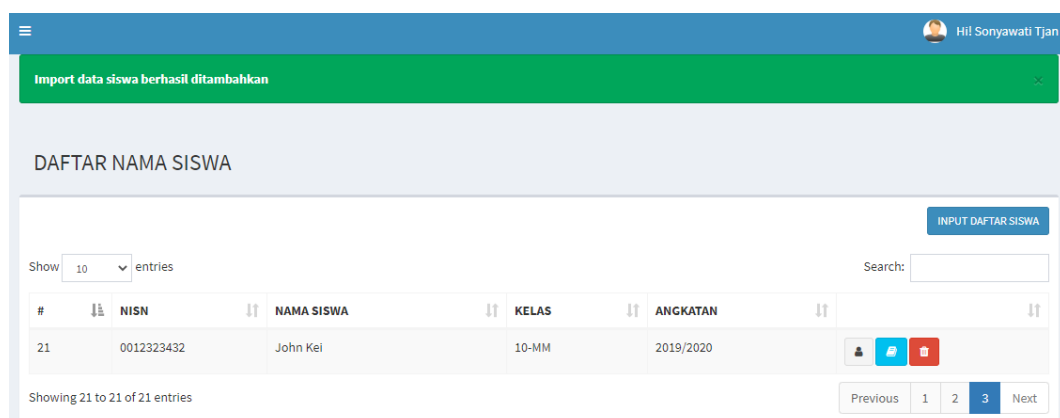 Hi! Sonyawati Tjan
Import data siswa berhasil ditambahkan ×
DAFTAR NAMA SISWA
INPUT DAFTAR SISWA
Show 10 entries Search:
# NISN NAMA SISWA KELAS ANGKATAN
21 0012323432 John Kei 10-MM 2019/2020
Showing 21 to 21 of 21 entries Previous 1 2 3 Next